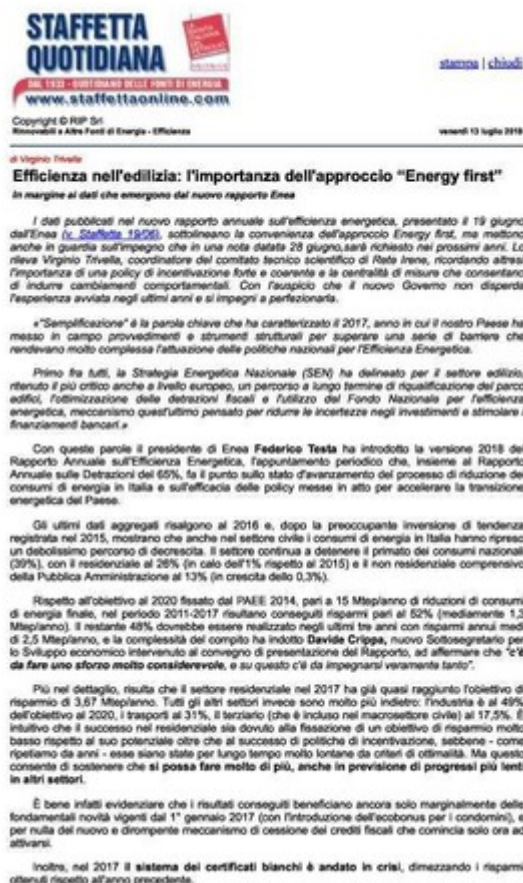 STAFFETTA
QUOTIDIANA
DAL 1933 - QUOTIDIANO DELLE FONTI DI ENERGIA
www.staffettaonline.com
stampa | chiudi
Copyright © RIP Srl
Rinnovabili e Altre Fonti di Energia - Efficienza
venerdì 13 luglio 2018
di Virginio Trivella
Efficienza nell'edilizia: l'importanza dell'approccio “Energy first”
In margine ai dati che emergono dal nuovo rapporto Enea
I dati pubblicati nel nuovo rapporto annuale sull'efficienza energetica, presentato il 19 giugno
dall'Enea (v. Staffetta 19/06), sottolineano la convenienza dell'approccio Energy first, ma mettono
anche in guardia sull'impegno che in una nota datata 28 giugno,sarà richiesto nei prossimi anni. Lo
rileva Virginio Trivella, coordinatore del comitato tecnico scientifico di Rete Irene, ricordando altresì
l'importanza di una policy di incentivazione forte e coerente e la centralità di misure che consentano
di indurre cambiamenti comportamentali. Con l'auspicio che il nuovo Governo non disperda
l'esperienza avviata negli ultimi anni e si impegni a perfezionarla.
«"Semplificazione" è la parola chiave che ha caratterizzato il 2017, anno in cui il nostro Paese ha
messo in campo provvedimenti e strumenti strutturali per superare una serie di barriere che
rendevano molto complessa l'attuazione delle politiche nazionali per l'Efficienza Energetica.
Primo fra tutti, la Strategia Energetica Nazionale (SEN) ha delineato per il settore edilizio,
ritenuto il più critico anche a livello europeo, un percorso a lungo termine di riqualificazione del parco
edifici, l'ottimizzazione delle detrazioni fiscali e l'utilizzo del Fondo Nazionale per l'efficienza
energetica, meccanismo quest'ultimo pensato per ridurre le incertezze negli investimenti e stimolare i
finanziamenti bancari.»
Con queste parole il presidente di Enea Federico Testa ha introdotto la versione 2018 del
Rapporto Annuale sull'Efficienza Energetica, l'appuntamento periodico che, insieme al Rapporto
Annuale sulle Detrazioni del 65%, fa il punto sullo stato d'avanzamento del processo di riduzione dei
consumi di energia in Italia e sull'efficacia delle policy messe in atto per accelerare la transizione
energetica del Paese.
Gli ultimi dati aggregati risalgono al 2016 e, dopo la preoccupante inversione di tendenza
registrata nel 2015, mostrano che anche nel settore civile i consumi di energia in Italia hanno ripreso
un debolissimo percorso di decrescita. Il settore continua a detenere il primato dei consumi nazionali
(39%), con il residenziale al 26% (in calo dell'1% rispetto al 2015) e il non residenziale comprensivo
della Pubblica Amministrazione al 13% (in crescita dello 0,3%).
Rispetto all'obiettivo al 2020 fissato dal PAEE 2014, pari a 15 Mtep/anno di riduzioni di consumi
di energia finale, nel periodo 2011-2017 risultano conseguiti risparmi pari al 52% (mediamente 1,3
Mtep/anno). Il restante 48% dovrebbe essere realizzato negli ultimi tre anni con risparmi annui medi
di 2,5 Mtep/anno, e la complessità del compito ha indotto Davide Crippa, nuovo Sottosegretario per
lo Sviluppo economico intervenuto al convegno di presentazione del Rapporto, ad affermare che "c'è
da fare uno sforzo molto considerevole, e su questo c'è da impegnarsi veramente tanto".
Più nel dettaglio, risulta che il settore residenziale nel 2017 ha già quasi raggiunto l'obiettivo di
risparmio di 3,67 Mtep/anno. Tutti gli altri settori invece sono molto più indietro: l'industria è al 49%
dell'obiettivo al 2020, i trasporti al 31%, il terziario (che è incluso nel macrosettore civile) al 17,5%. È
intuitivo che il successo nel residenziale sia dovuto alla fissazione di un obiettivo di risparmio molto
basso rispetto al suo potenziale oltre che al successo di politiche di incentivazione, sebbene - come
ripetiamo da anni - esse siano state per lungo tempo molto lontane da criteri di ottimalità. Ma questo
consente di sostenere che si possa fare molto di più, anche in previsione di progressi più lenti
in altri settori.
È bene infatti evidenziare che i risultati conseguiti beneficiano ancora solo marginalmente delle
fondamentali novità vigenti dal 1° gennaio 2017 (con l'introduzione dell'ecobonus per i condomini), e
per nulla del nuovo e dirompente meccanismo di cessione dei crediti fiscali che comincia solo ora ad
attivarsi.
Inoltre, nel 2017 il sistema dei certificati bianchi è andato in crisi, dimezzando i risparmi
ottenuti rispetto all'anno precedente.